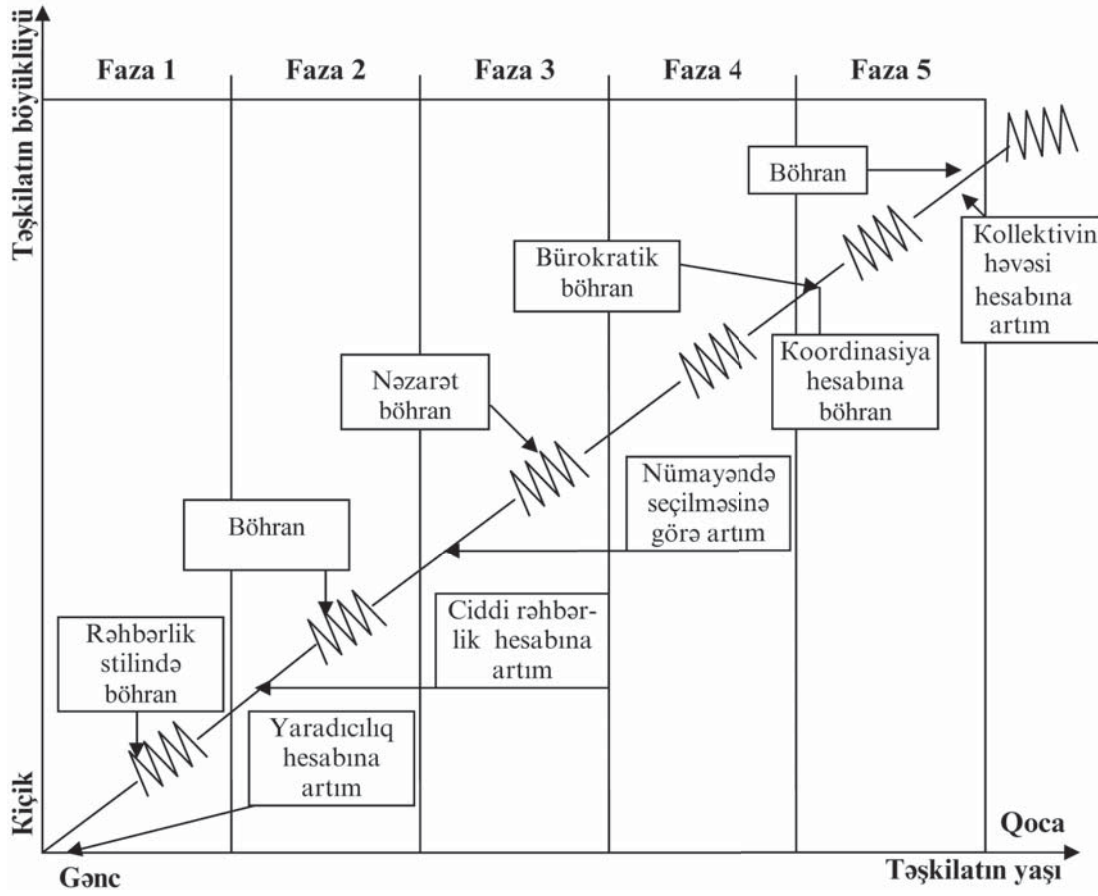 Təşkilatın böyüklüyü
Faza 1
Faza 2
Faza 3
Faza 4
Faza 5
Böhran
Kollektivin
həvəsi
hesabına
artım
Bürokratik
böhran
Koordinasiya
hesabına
böhran
Nəzarət
böhran
Nümayəndə
seçilməsinə
görə artım
Böhran
Ciddi rəhbər-
lik hesabına
artım
Rəhbərlik
stilində
böhran
Yaradıcılıq
hesabına
artım
Kiçik
Qoca
Gənc
Təşkilatın yaşı